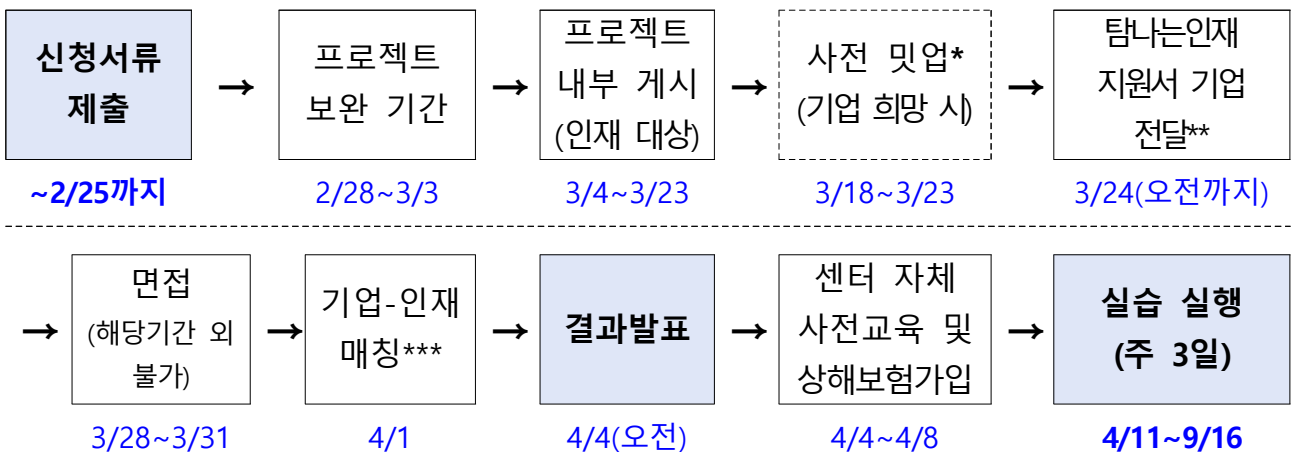 신청서류
제출
→
프로젝트
보완 기간
→
프로젝트
내부 게시
(인재 대상)
→
사전 밋업*
(기업 희망 시)
→
탐나는인재
지원서 기업
전달**
~2/25까지
2/28~3/3
3/4~3/23
3/18~3/23
3/24(오전까지)
→
면접
(해당기간 외
불가)
→
기업-인재
매칭***
→
결과발표
→
센터 자체
사전교육 및
상해보험가입
→
실습 실행
(주 3일)
3/28~3/31
4/1
4/4(오전)
4/4~4/8
4/11~9/16